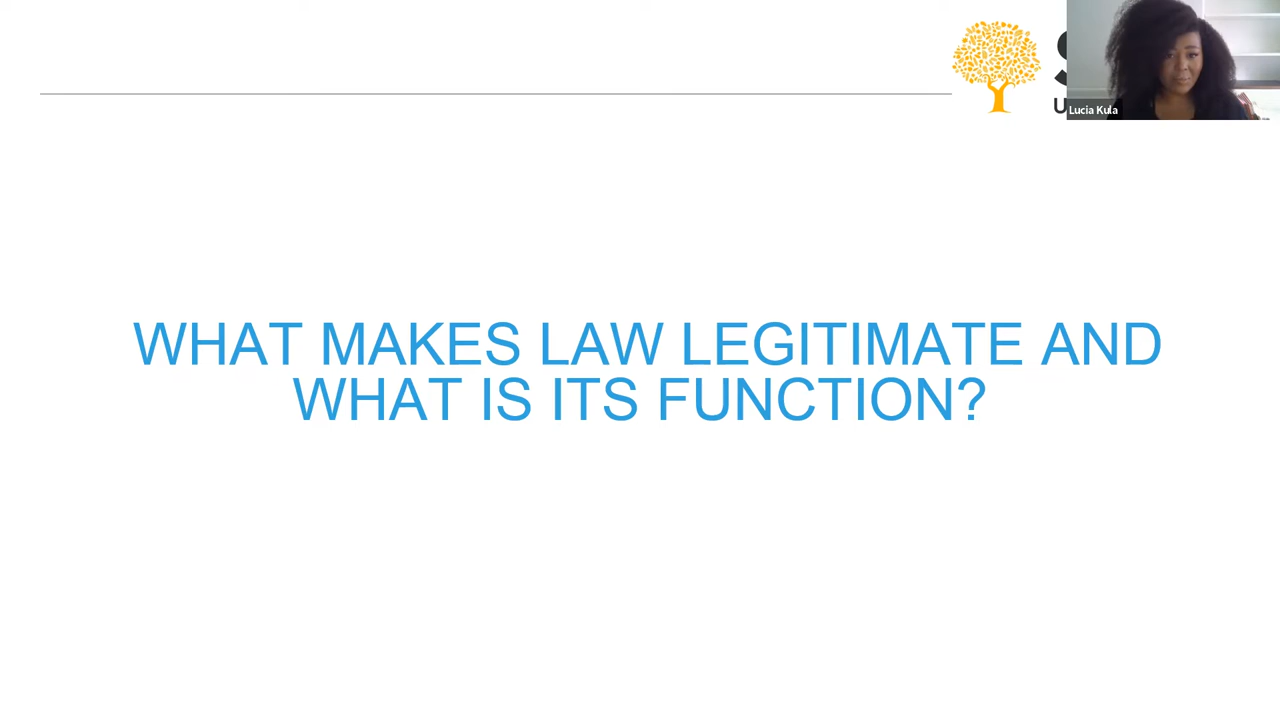 Lucia Kula
WHAT MAKES LAW LEGITIMATE AND
WHAT IS ITS FUNCTION?